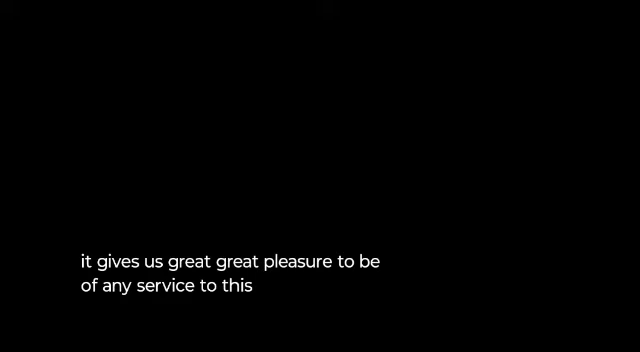 it gives us great great pleasure to be
of any service to this